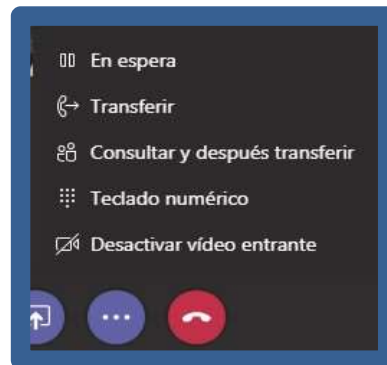 En espera
Transferir
Consultar y después transferir
Teclado numérico
Desactivar vídeo entrante